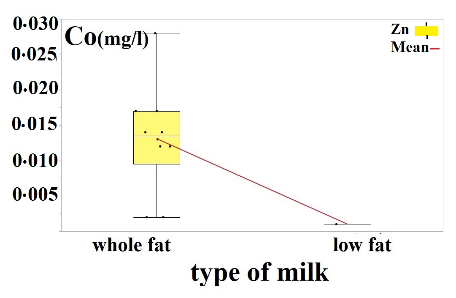 0·030
Co(mg/l)
Zn
Mean
0·025
0·020
0·015
0·010
0·005
whole fat
low fat
type of milk